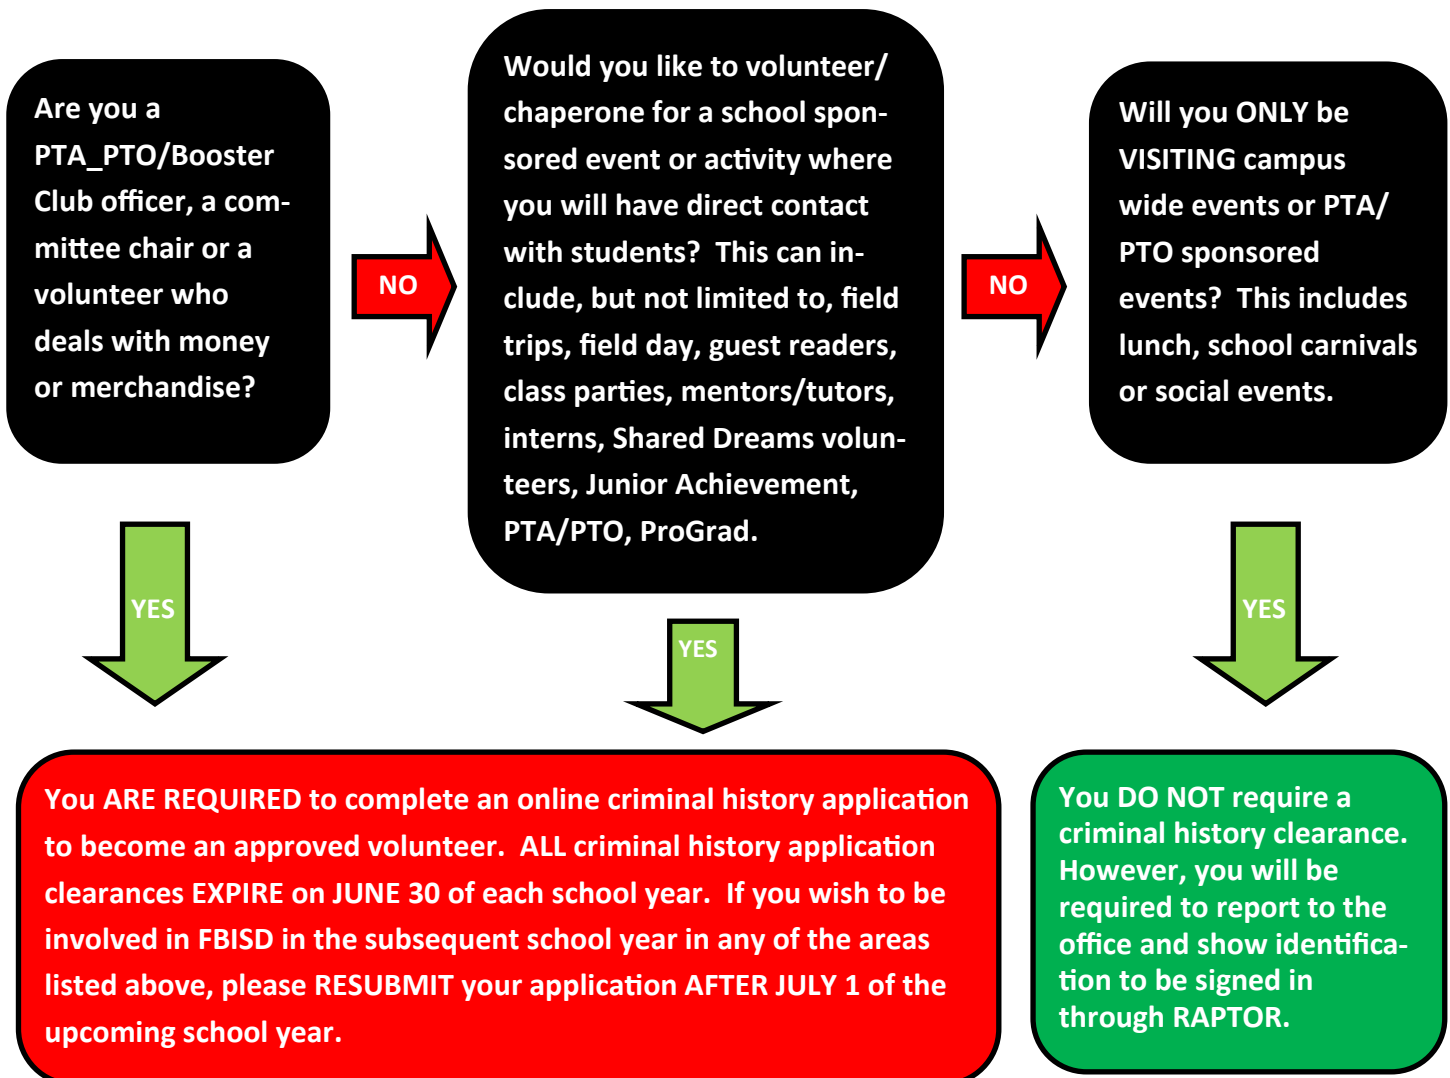 Are you a
PTA_PTO/Booster
Club officer, a com-
mittee chair or a
volunteer who
deals with money
or merchandise?
NO
Would you like to volunteer/
chaperone for a school spon-
sored event or activity where
you will have direct contact
with students?  This can in-
clude, but not limited to, field
trips, field day, guest readers,
class parties, mentors/tutors,
interns, Shared Dreams volun-
teers, Junior Achievement,
PTA/PTO, ProGrad.
NO
Will you ONLY be
VISITING campus
wide events or PTA/
PTO sponsored
events?  This includes
lunch, school carnivals
or social events.
YES
YES
YES
You ARE REQUIRED to complete an online criminal history application
to become an approved volunteer.  ALL criminal history application
clearances EXPIRE on JUNE 30 of each school year.  If you wish to be
involved in FBISD in the subsequent school year in any of the areas
listed above, please RESUBMIT your application AFTER JULY 1 of the
upcoming school year.
You DO NOT require a
criminal history clearance.
However, you will be
required to report to the
office and show identifica-
tion to be signed in
through RAPTOR.